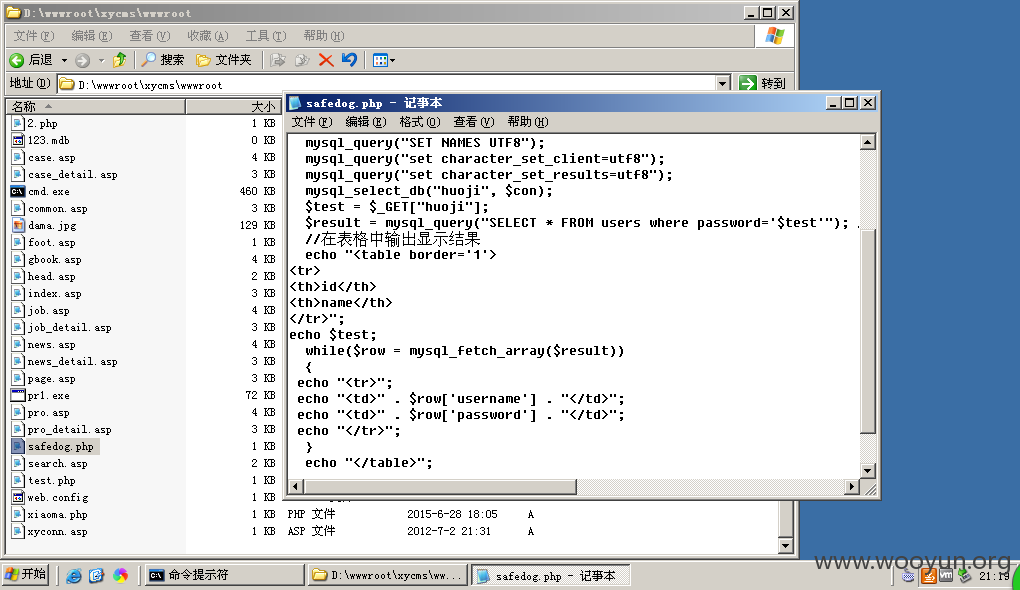 D:\wwwroot\xycms\wwwroot
文件(F) 编辑(E) 查看(V) 收藏(A) 工具(T) 帮助(H)
后退 搜索 文件夹
地址(D) D:\wwwroot\xycms\wwwroot 转到
名称 大小
2.php 1 KB
123.mdb 0 KB
case.asp 4 KB
case_detail.asp 3 KB
cmd.exe 460 KB
common.asp 3 KB
dama.jpg 129 KB
foot.asp 1 KB
gbook.asp 4 KB
head.asp 2 KB
index.asp 3 KB
job.asp 4 KB
job_detail.asp 3 KB
news.asp 4 KB
news_detail.asp 3 KB
page.asp 3 KB
pr1.exe 72 KB
pro.asp 4 KB
pro_detail.asp 3 KB
safedog.php 1 KB
search.asp 2 KB
test.php 1 KB
web.config 1 KB
xiaoma.php 1 KB PHP 文件 2015-6-28 18:05 A
xyconn.asp 1 KB ASP 文件 2012-7-2 21:31 A
safedog.php - 记事本
文件(F) 编辑(E) 格式(O) 查看(V) 帮助(H)
mysql_query("SET NAMES UTF8");
mysql_query("set character_set_client=utf8");
mysql_query("set character_set_results=utf8");
mysql_select_db("huoji", $con);
$test = $_GET["huoji"];
$result = mysql_query("SELECT * FROM users where password='$test'");
//在表格中输出显示结果
echo "<table border='1'>
<tr>
<th>id</th>
<th>name</th>
</tr>";
echo $test;
while($row = mysql_fetch_array($result))
{
echo "<tr>";
echo "<td>" . $row['username'] . "</td>";
echo "<td>" . $row['password'] . "</td>";
echo "</tr>";
}
echo "</table>";
www.wooyun.org
开始 命令提示符 D:\wwwroot\xycms\ww... safedog.php - 记事本 21:19